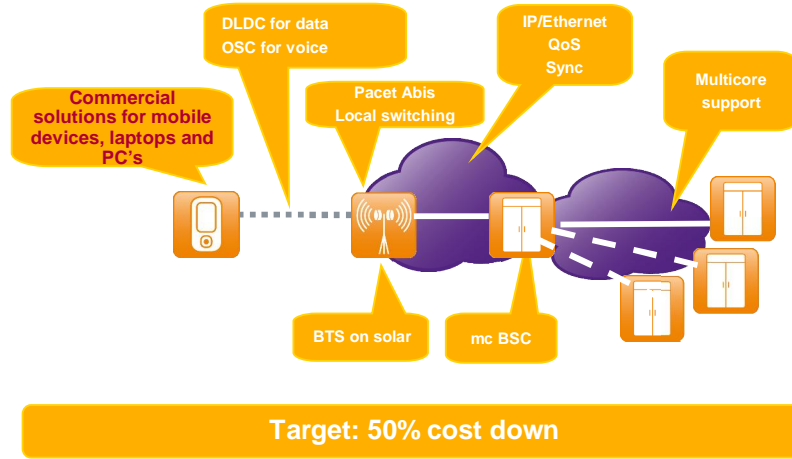 DLDC for data
OSC for voice
IP/Ethernet
QoS
Sync
Multicore
support
Pacet Abis
Local switching
Commercial
solutions for mobile
devices, laptops and
PC's
BTS on solar
mc BSC
Target: 50% cost down